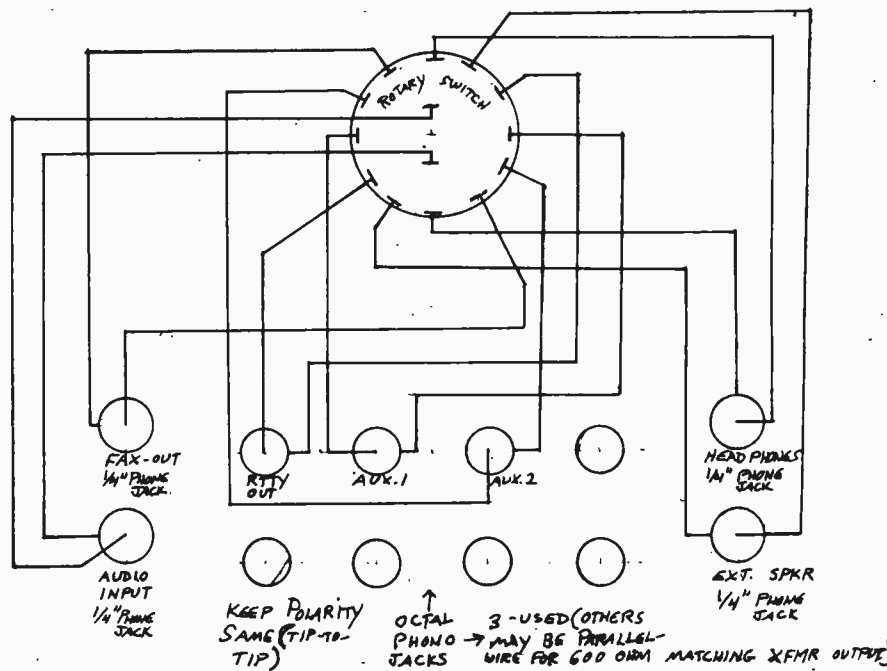 ROTARY SWITCH
FAX-OUT
1/4" PHONE
JACK
RTTY
OUT
AUX.1
AUX.2
HEADPHONES
1/4" PHONE
JACK
AUDIO
INPUT
1/4" PHONE
JACK
KEEP POLARITY
SAME (TIP-TO-
TIP)
↑
OCTAL
PHONO →
JACKS
3-USED (OTHERS
MAY BE PARALLEL-
WIRE FOR 600 OHM MATCHING XFMR OUTPUT)
EXT. SPKR
1/4" PHONE
JACK